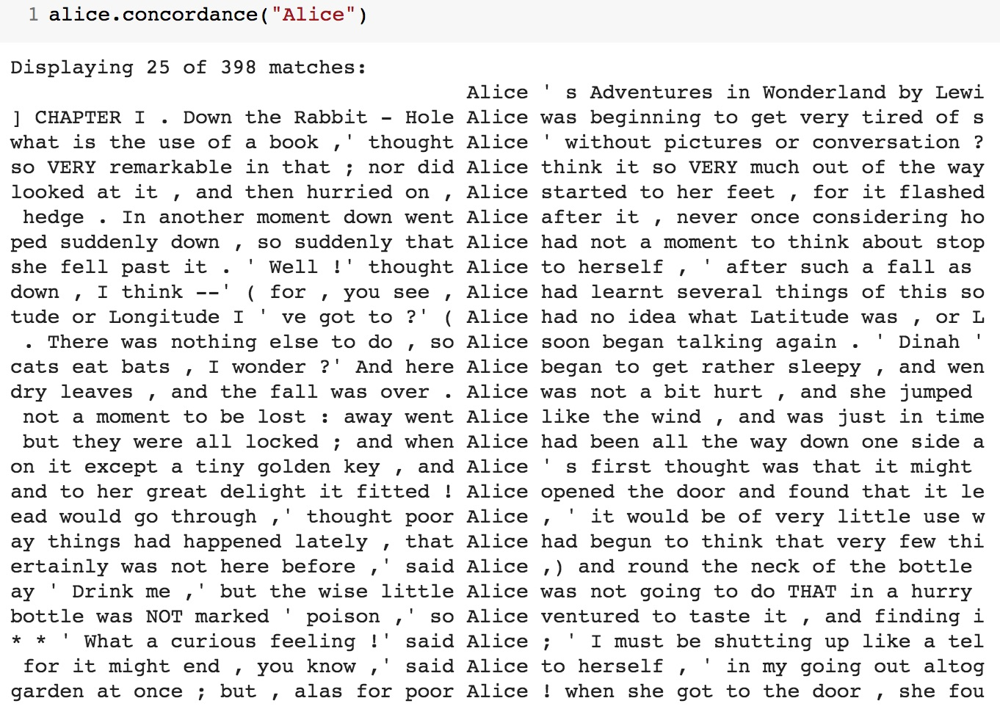 1 alice.concordance("Alice")
Displaying 25 of 398 matches:
Alice ' s Adventures in Wonderland by Lewi
] CHAPTER I . Down the Rabbit - Hole Alice was beginning to get very tired of s
what is the use of a book ,' thought Alice ' without pictures or conversation ?
so VERY remarkable in that ; nor did Alice think it so VERY much out of the way
looked at it , and then hurried on , Alice started to her feet , for it flashed
hedge . In another moment down went Alice after it , never once considering ho
ped suddenly down , so suddenly that Alice had not a moment to think about stop
she fell past it . ' Well !' thought Alice to herself , ' after such a fall as
down , I think --' ( for , you see , Alice had learnt several things of this so
tude or Longitude I ' ve got to ?' ( Alice had no idea what Latitude was , or L
. There was nothing else to do , so Alice soon began talking again . ' Dinah '
cats eat bats , I wonder ?' And here Alice began to get rather sleepy , and wen
dry leaves , and the fall was over . Alice was not a bit hurt , and she jumped
not a moment to be lost : away went Alice like the wind , and was just in time
but they were all locked ; and when Alice had been all the way down one side a
on it except a tiny golden key , and Alice ' s first thought was that it might
and to her great delight it fitted ! Alice opened the door and found that it le
ead would go through ,' thought poor Alice , ' it would be of very little use w
ay things had happened lately , that Alice had begun to think that very few thi
ertainly was not here before ,' said Alice ,) and round the neck of the bottle
ay ' Drink me ,' but the wise little Alice was not going to do THAT in a hurry
bottle was NOT marked ' poison ,' so Alice ventured to taste it , and finding i
* * ' What a curious feeling !' said Alice ; ' I must be shutting up like a tel
for it might end , you know ,' said Alice to herself , ' in my going out altog
garden at once ; but , alas for poor Alice ! when she got to the door , she fou